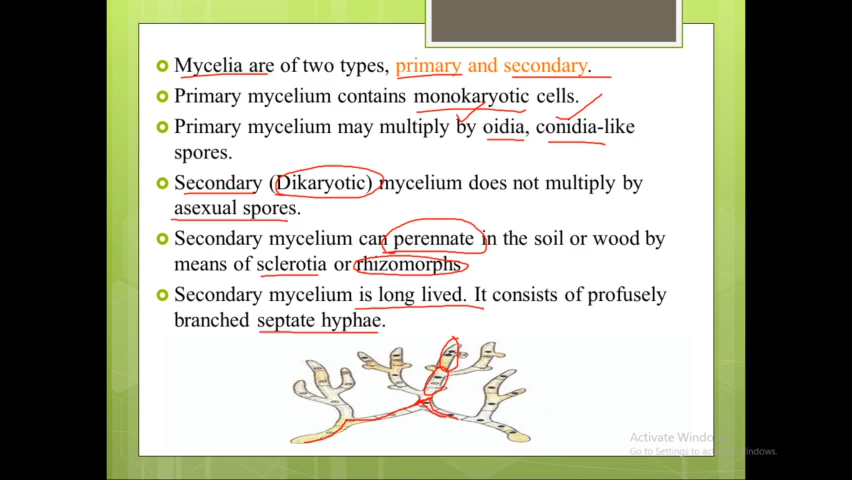 Mycelia are of two types, primary and secondary.
Primary mycelium contains monokaryotic cells.
Primary mycelium may multiply by oidia, conidia-like
spores.
Secondary (Dikaryotic) mycelium does not multiply by
asexual spores.
Secondary mycelium can perennate in the soil or wood by
means of sclerotia or rhizomorphs
Secondary mycelium is long lived. It consists of profusely
branched septate hyphae.
Activate Windows
Go to Settings to activate Windows.